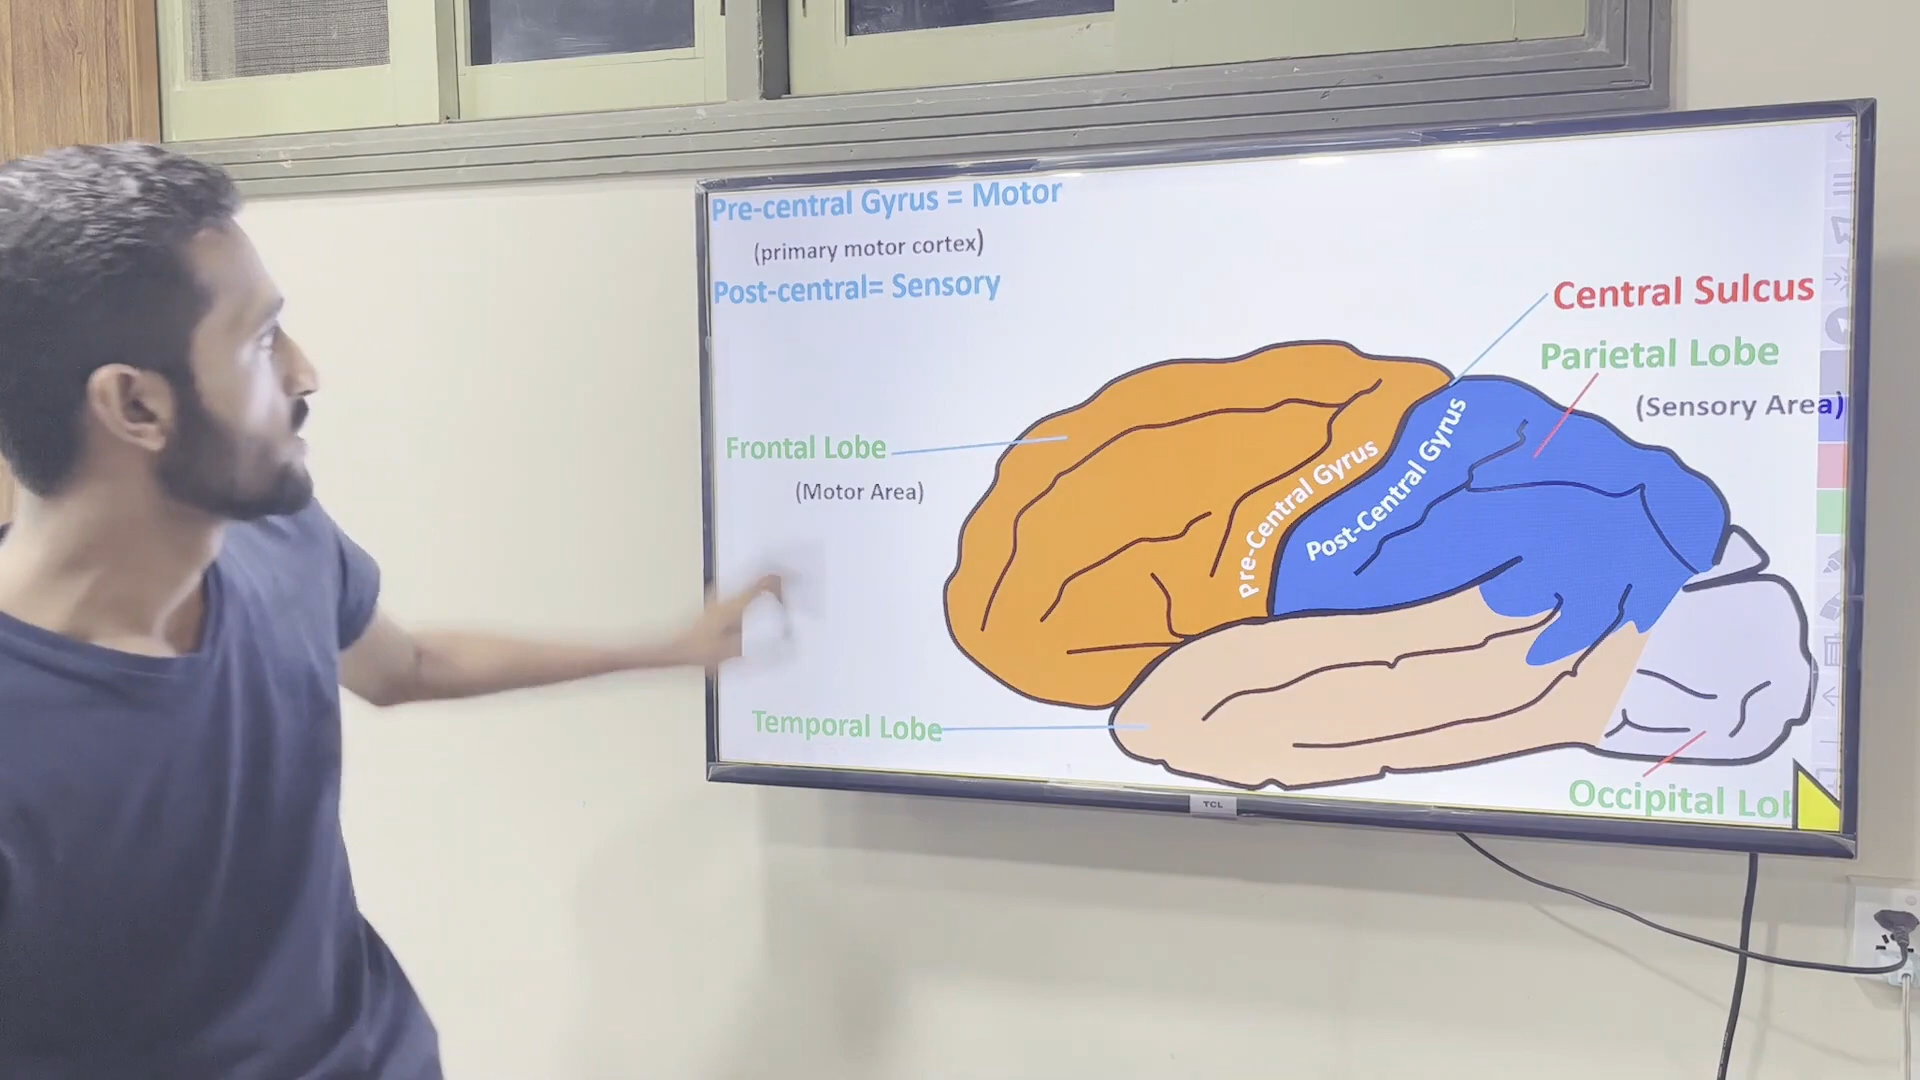 Pre-central Gyrus = Motor
(primary motor cortex)
Post-central= Sensory
Central Sulcus
Parietal Lobe
(Sensory Area)
Frontal Lobe
(Motor Area)
Pre-Central Gyrus
Post-Central Gyrus
Temporal Lobe
Occipital Lob
TCL